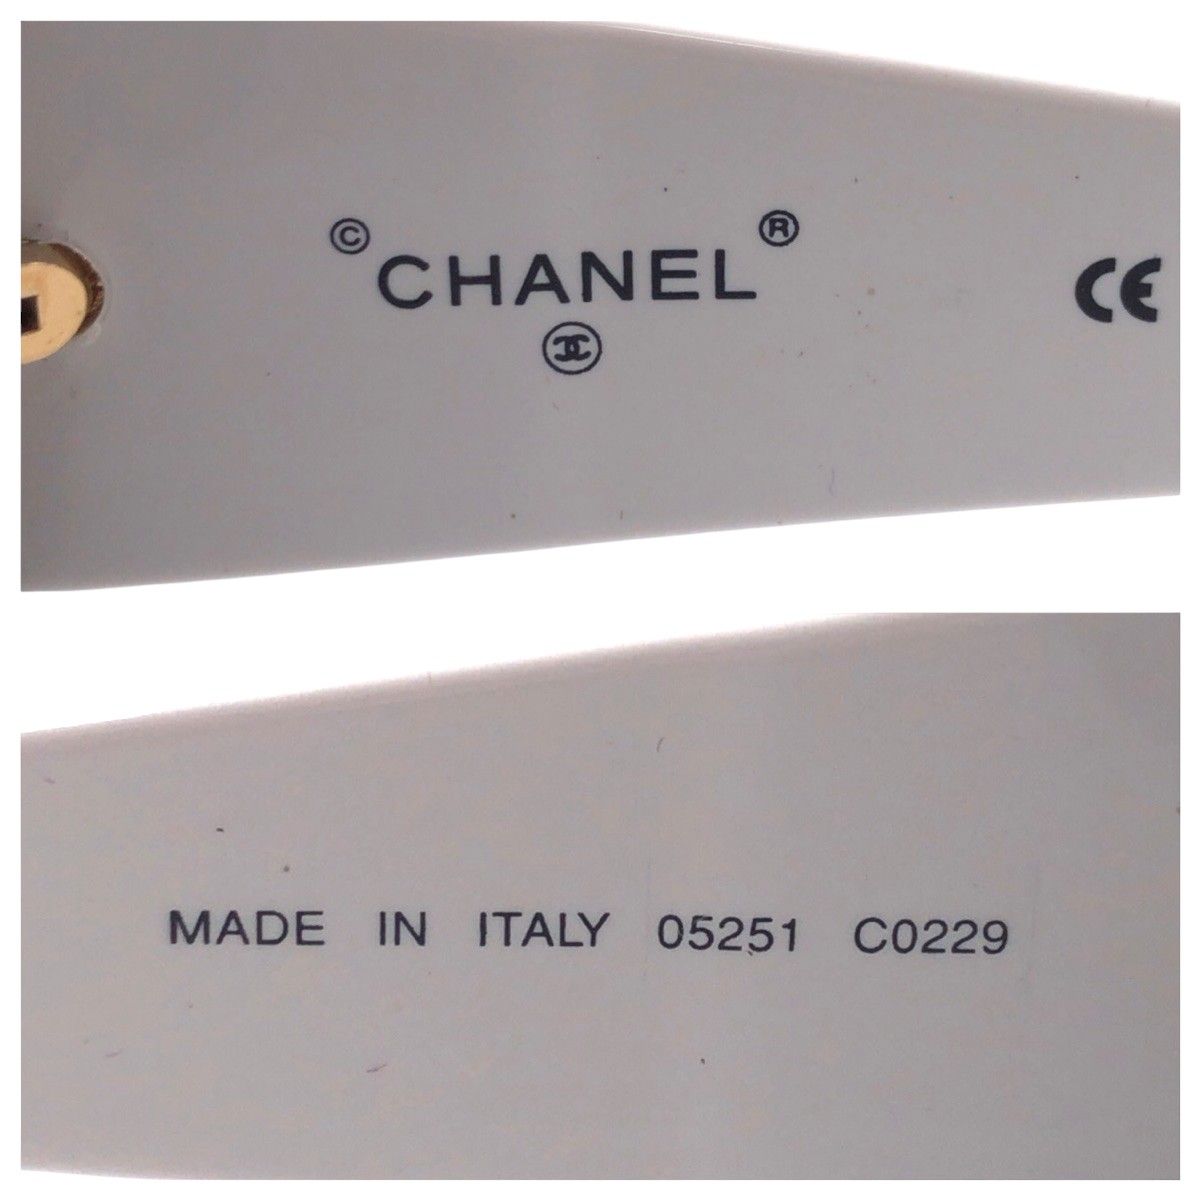 © CHANEL ®
CE
MADE IN ITALY 05251 C0229